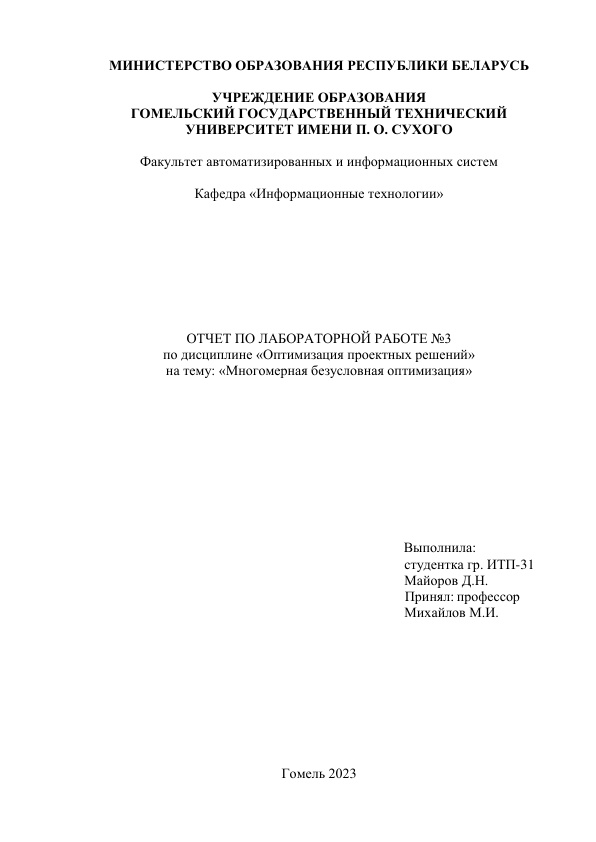 МИНИСТЕРСТВО ОБРАЗОВАНИЯ РЕСПУБЛИКИ БЕЛАРУСЬ
УЧРЕЖДЕНИЕ ОБРАЗОВАНИЯ
ГОМЕЛЬСКИЙ ГОСУДАРСТВЕННЫЙ ТЕХНИЧЕСКИЙ
УНИВЕРСИТЕТ ИМЕНИ П. О. СУХОГО
Факультет автоматизированных и информационных систем
Кафедра «Информационные технологии»
ОТЧЕТ ПО ЛАБОРАТОРНОЙ РАБОТЕ №3
по дисциплине «Оптимизация проектных решений»
на тему: «Многомерная безусловная оптимизация»
Выполнила:
студентка гр. ИТП-31
Майоров Д.Н.
Принял: профессор
Михайлов М.И.
Гомель 2023